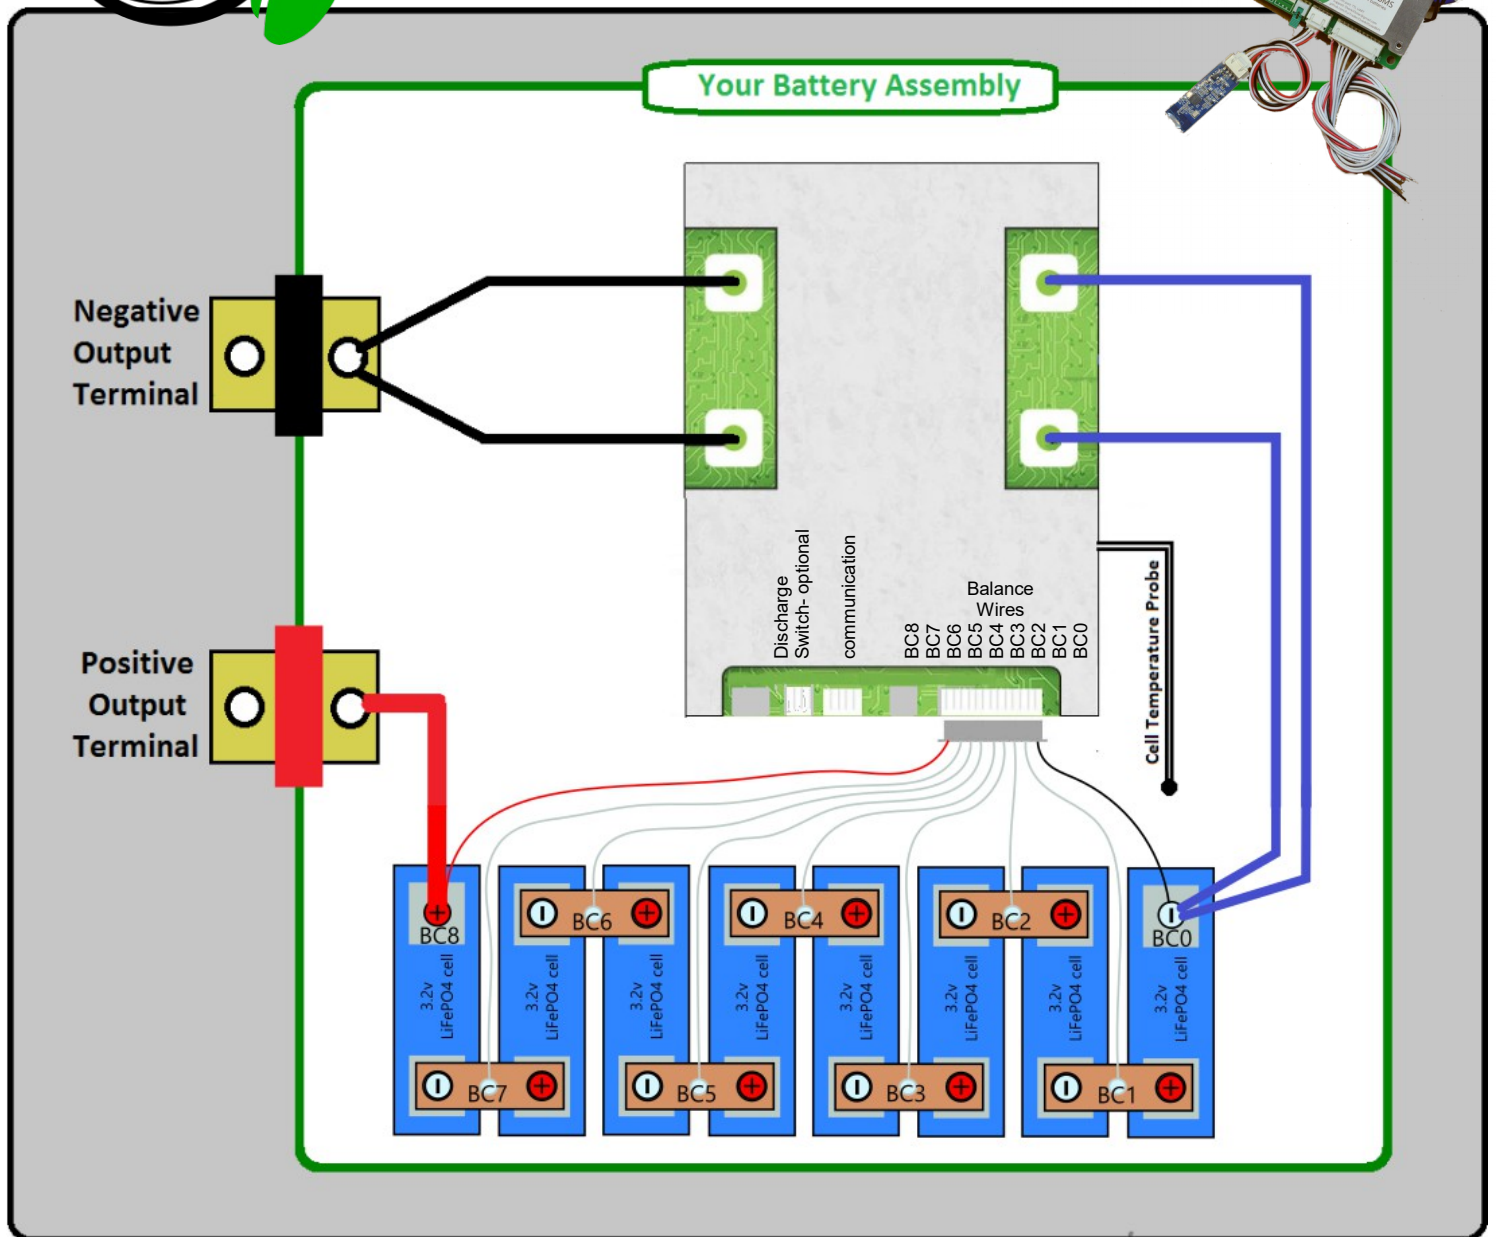 Your Battery Assembly
Negative
Output
Terminal
Positive
Output
Terminal
Discharge
Switch- optional
communication
Balance
Wires
BC8
BC7
BC6
BC5
BC4
BC3
BC2
BC1
BC0
Cell Temperature Probe
BC8
BC6
BC4
BC2
BC0
3.2v
LiFePO4 cell
3.2v
LiFePO4 cell
3.2v
LiFePO4 cell
3.2v
LiFePO4 cell
3.2v
LiFePO4 cell
3.2v
LiFePO4 cell
3.2v
LiFePO4 cell
3.2v
LiFePO4 cell
BC7
BC5
BC3
BC1